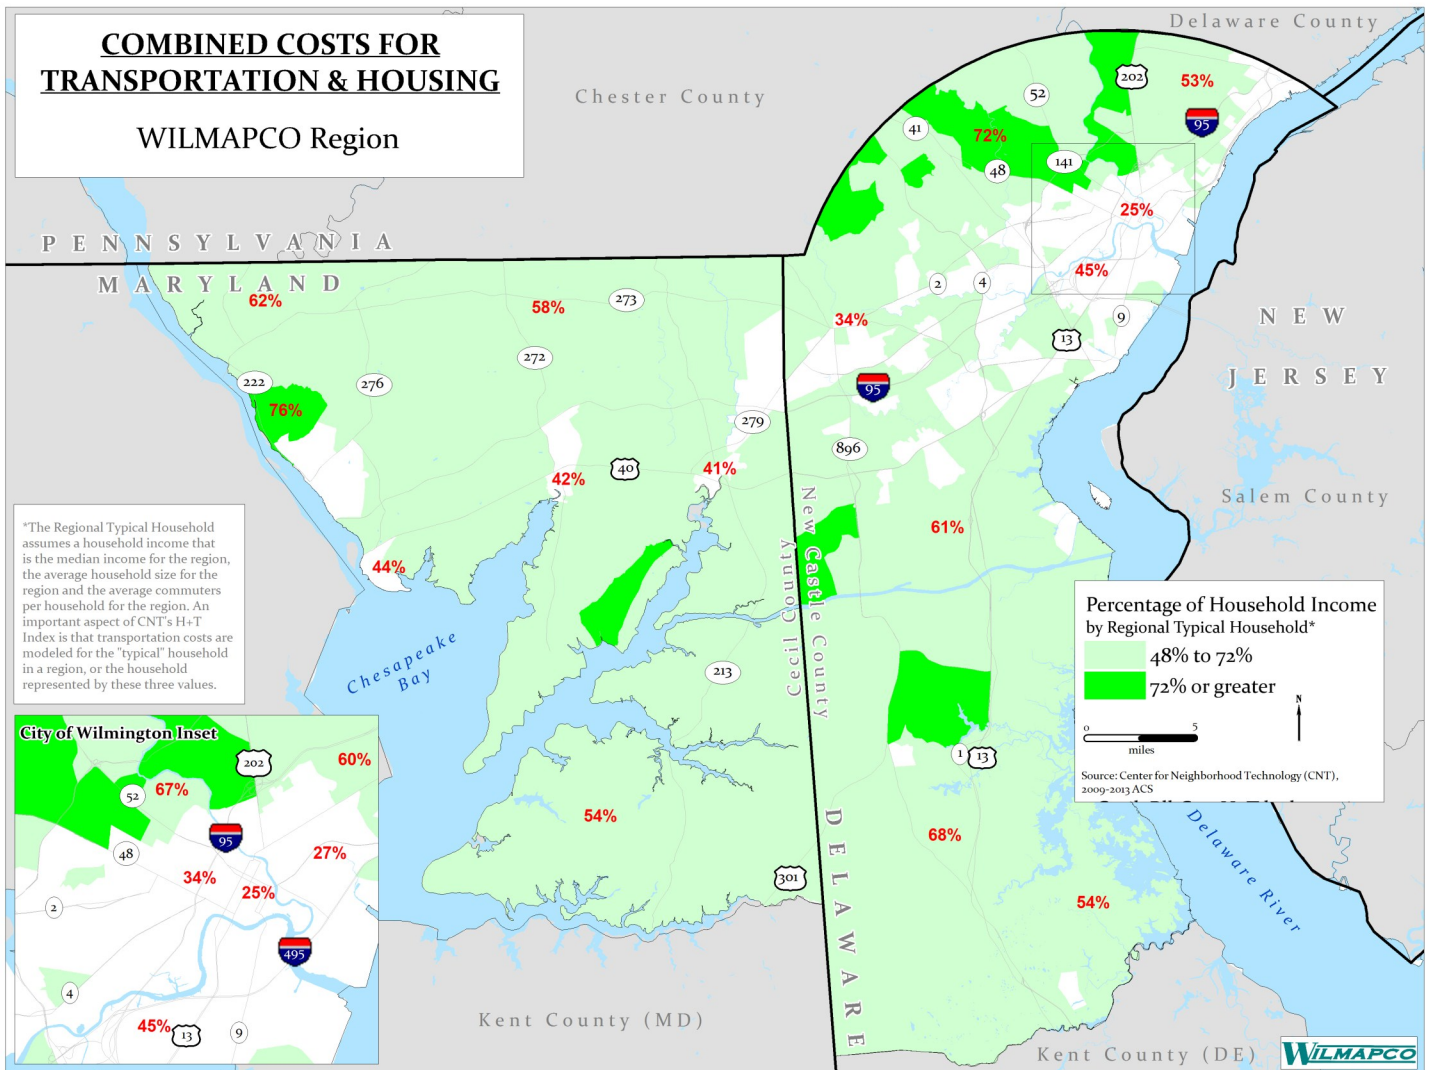 COMBINED COSTS FOR
TRANSPORTATION & HOUSING
WILMAPCO Region
Delaware County
Chester County
202
53%
52
95
41
72%
48
141
25%
45%
PENNSYLVANIA
MARYLAND
62%
58%
273
2
4
34%
9
13
NEW
JERSEY
272
222
276
76%
95
279
896
42%
40
41%
44%
61%
Salem County
New Castle County
Cecil County
*The Regional Typical Household
assumes a household income that
is the median income for the region,
the average household size for the
region and the average commuters
per household for the region. An
important aspect of CNT's H+T
Index is that transportation costs are
modeled for the "typical" household
in a region, or the household
represented by these three values.
Chesapeake
Bay
213
Percentage of Household Income
by Regional Typical Household*
48% to 72%
72% or greater
N
0
5
miles
Source: Center for Neighborhood Technology (CNT),
2009-2013 ACS
1
13
54%
68%
301
54%
DELAWARE
Delaware River
City of Wilmington Inset
202
60%
67%
52
95
48
27%
34%
25%
2
495
4
45%
13
9
Kent County (MD)
Kent County (DE)
WILMAPCO